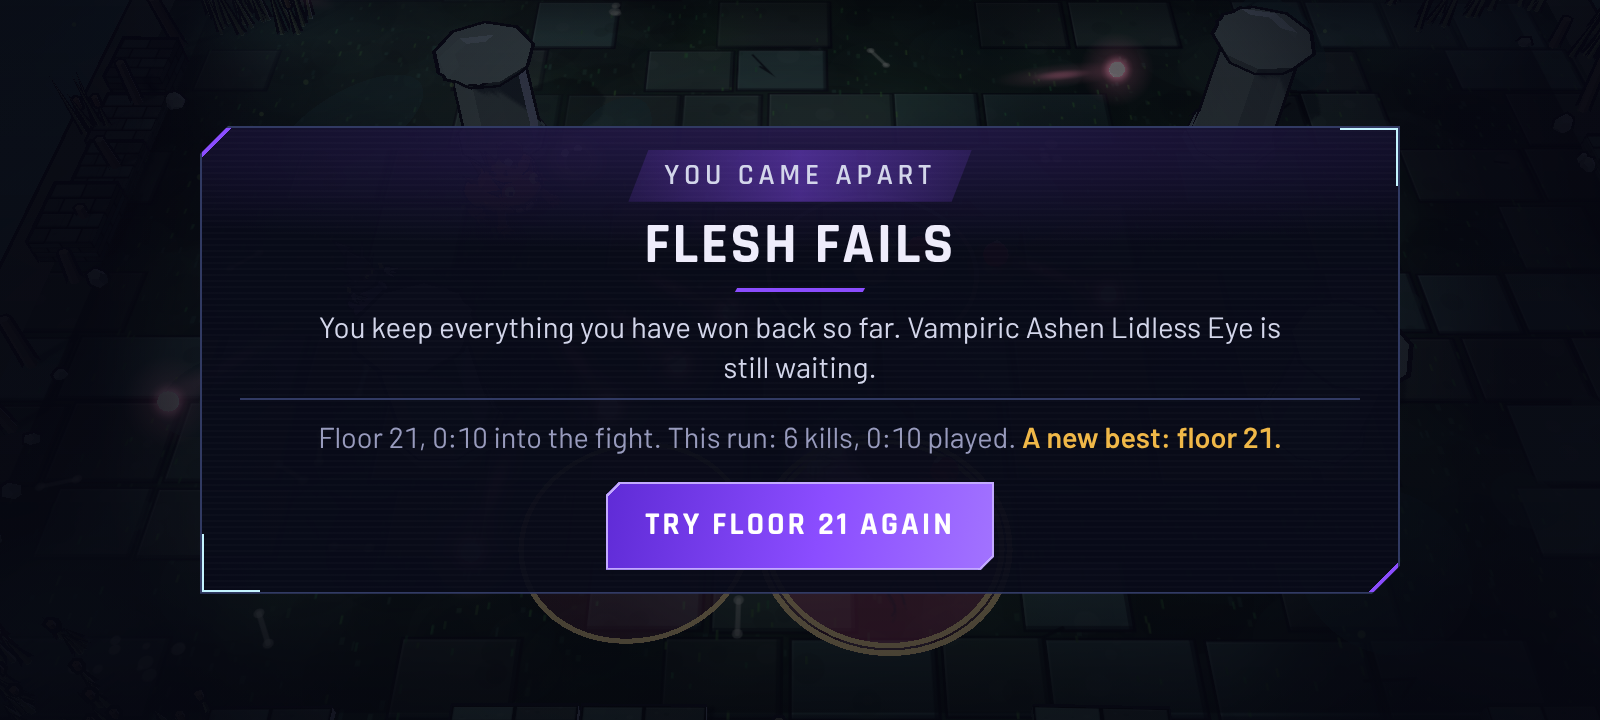 YOU CAME APART
FLESH FAILS
You keep everything you have won back so far. Vampiric Ashen Lidless Eye is
still waiting.
Floor 21, 0:10 into the fight. This run: 6 kills, 0:10 played. A new best: floor 21.
TRY FLOOR 21 AGAIN